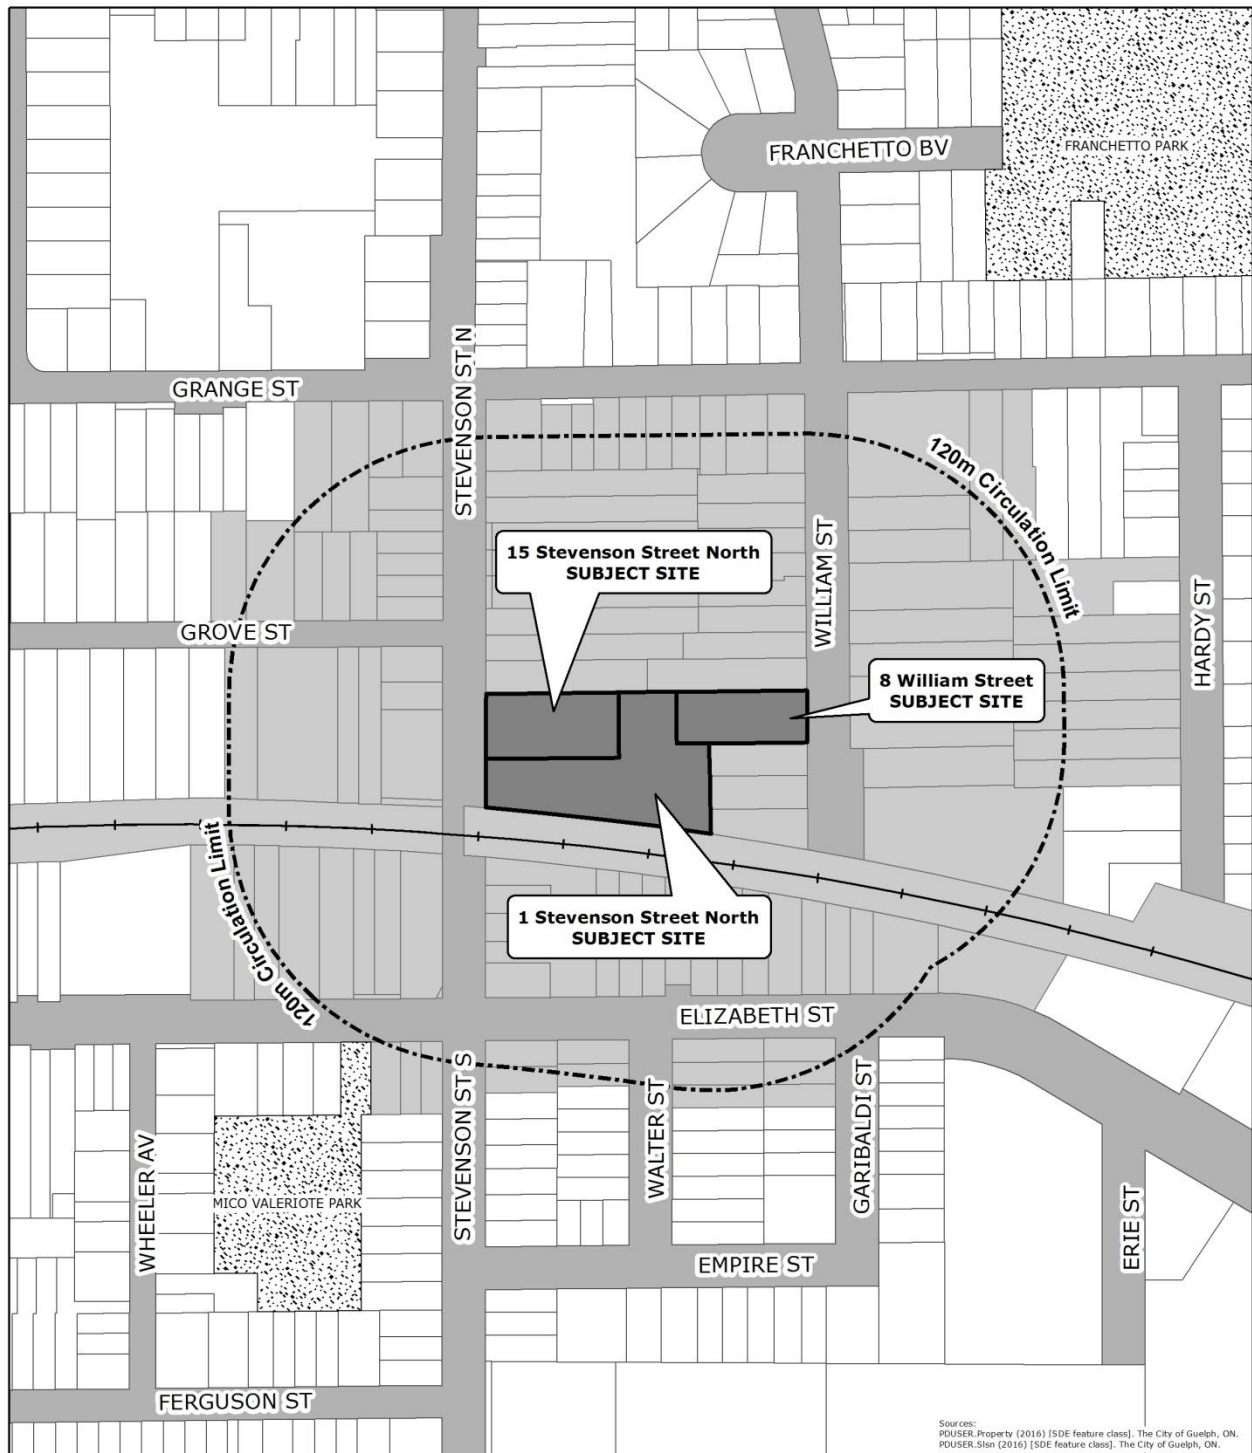 FRANCHETTO BV
FRANCHETTO PARK
GRANGE ST
STEVENSON ST N
120m Circulation Limit
15 Stevenson Street North
SUBJECT SITE
WILLIAM ST
HARDY ST
GROVE ST
8 William Street
SUBJECT SITE
120m Circulation Limit
1 Stevenson Street North
SUBJECT SITE
ELIZABETH ST
STEVENSON ST S
WALTER ST
GARIBALDI ST
WHEELER AV
MICO VALERIOTE PARK
ERIE ST
EMPIRE ST
FERGUSON ST
Sources:
PDUSER.Property (2016) [SDE feature class]. The City of Guelph, ON.
PDUSER.Slsn (2016) [SDE feature class]. The City of Guelph, ON.